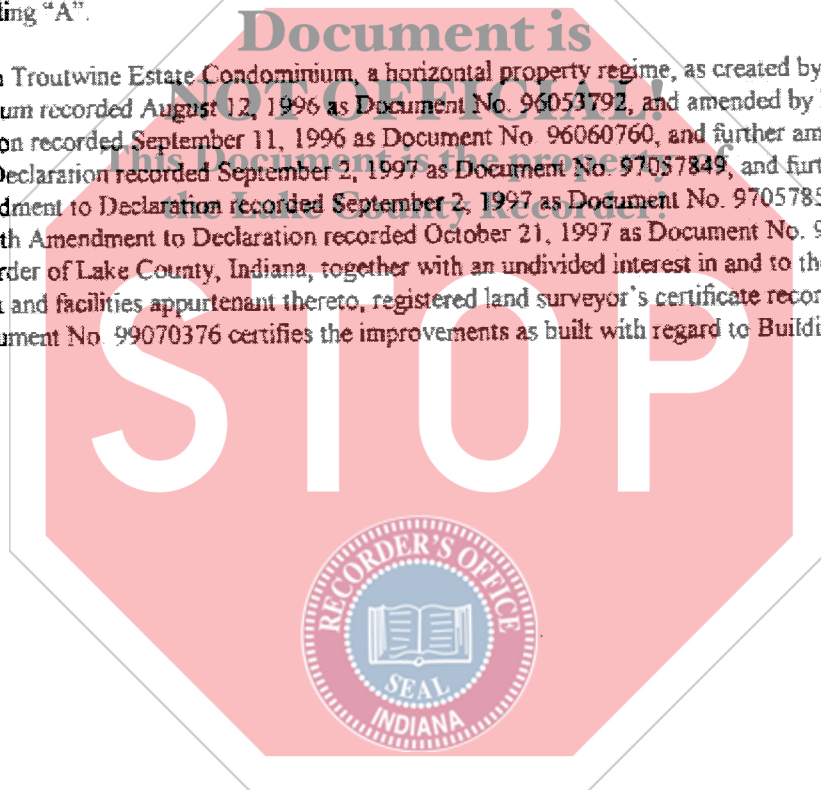 ting “A”.
Document is
n Troutwine Estate Condominium, a horizontal property regime, as created by
um recorded August 12, 1996 as Document No. 96053792, and amended by
NOT OFFICIAL!
on recorded September 11, 1996 as Document No. 96060760, and further am
This Document is the property of
Declaration recorded September 2, 1997 as Document No. 97057849, and furt
the Lake County Recorder!
dment to Declaration recorded September 2, 1997 as Document No. 9705785
th Amendment to Declaration recorded October 21, 1997 as Document No. 9
rder of Lake County, Indiana, together with an undivided interest in and to th
and facilities appurtenant thereto, registered land surveyor’s certificate recor
ument No. 99070376 certifies the improvements as built with regard to Buildi
STOP
RECORDER'S OFFICE
SEAL
INDIANA